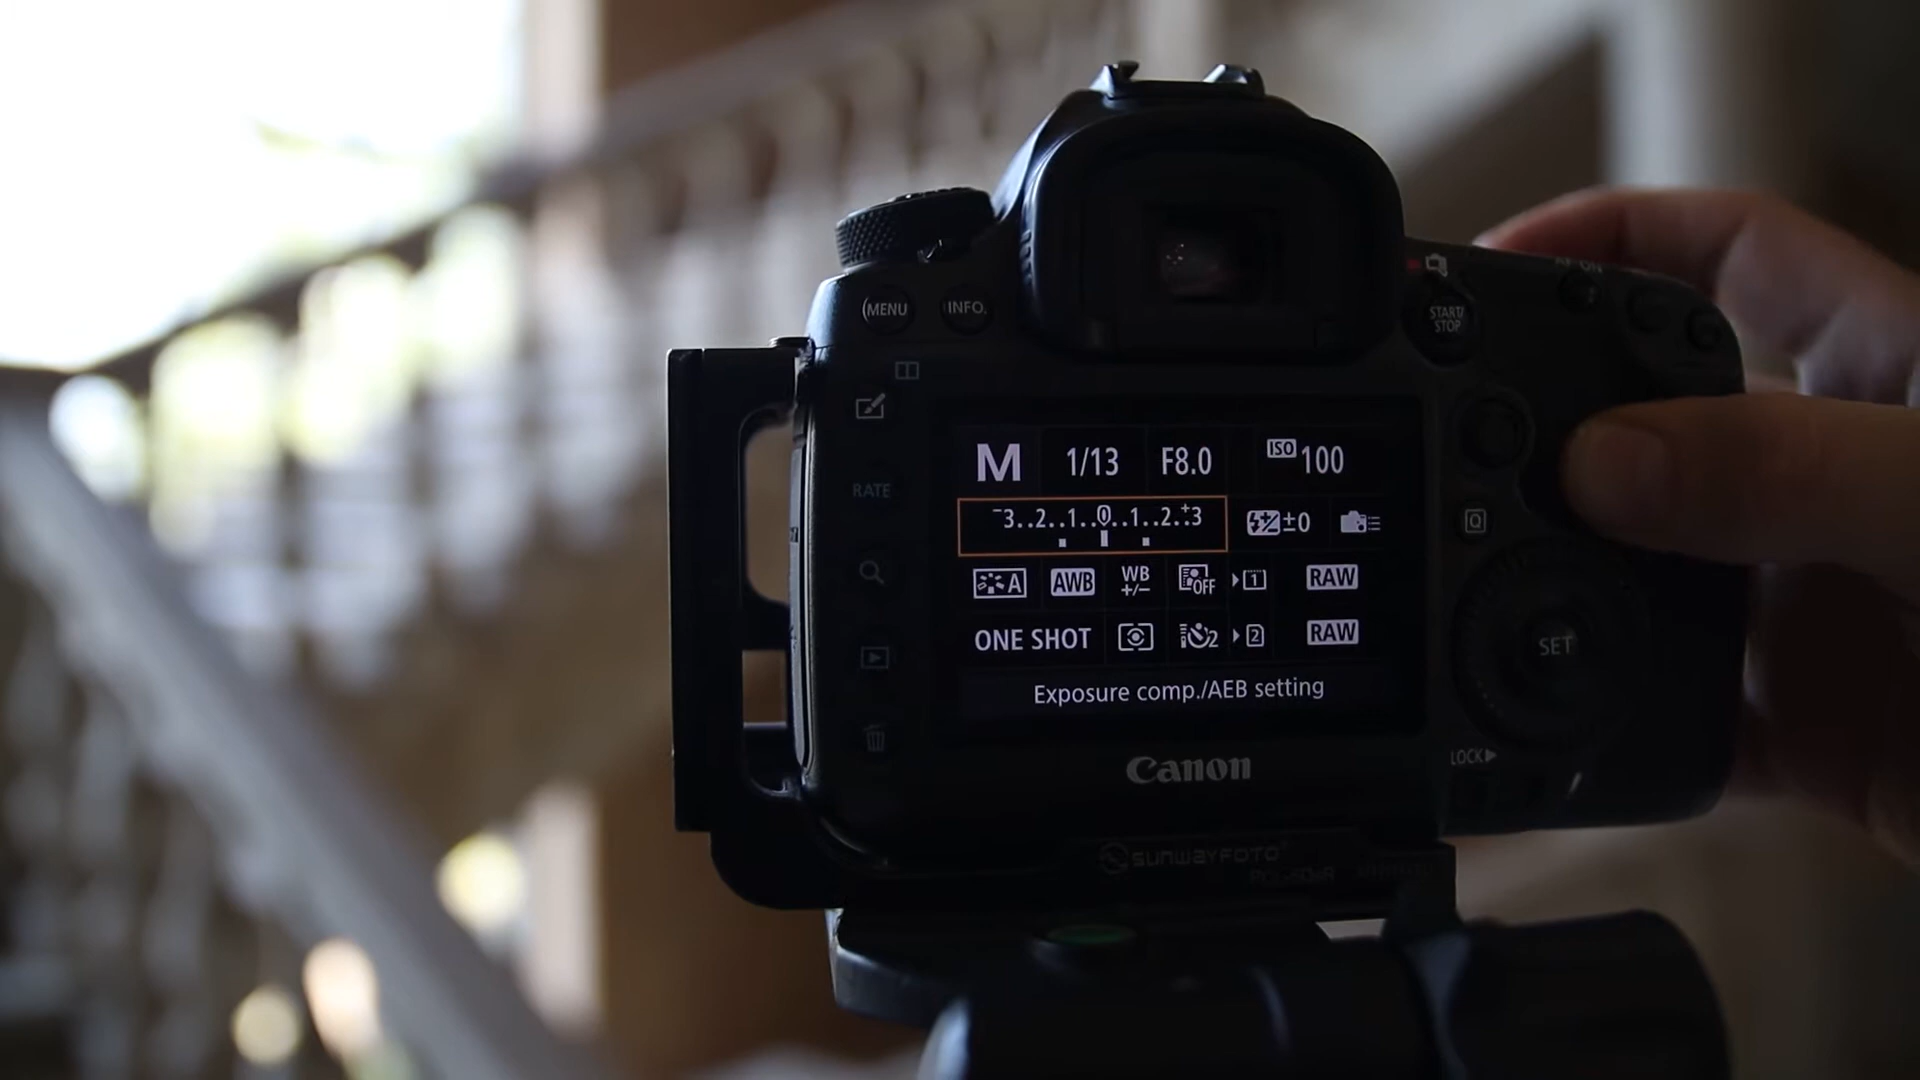 MENU INFO.
START/
STOP
RATE
M 1/13 F8.0 ISO 100
-3..2..1..0..1..2..+3 ±0
A AWB WB +/- OFF 1 RAW
ONE SHOT 2 2 RAW
Exposure comp./AEB setting
Q
SET
LOCK
Canon
SUNWAYFOTO